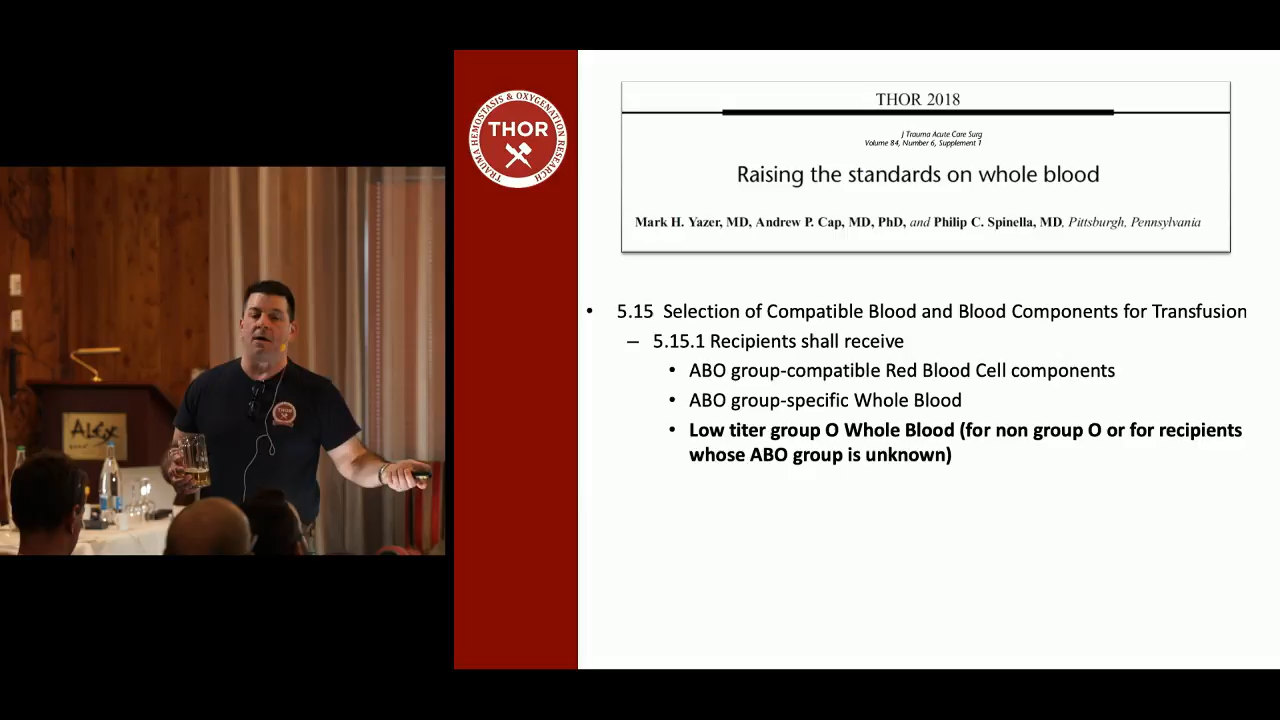 TRAUMA HEMOSTASIS & OXYGENATION RESEARCH
THOR
THOR 2018
J Trauma Acute Care Surg
Volume 84, Number 6, Supplement 1
Raising the standards on whole blood
Mark H. Yazer, MD, Andrew P. Cap, MD, PhD, and Philip C. Spinella, MD, Pittsburgh, Pennsylvania
• 5.15 Selection of Compatible Blood and Blood Components for Transfusion
– 5.15.1 Recipients shall receive
• ABO group-compatible Red Blood Cell components
• ABO group-specific Whole Blood
• Low titer group O Whole Blood (for non group O or for recipients
whose ABO group is unknown)
THOR
ALEX